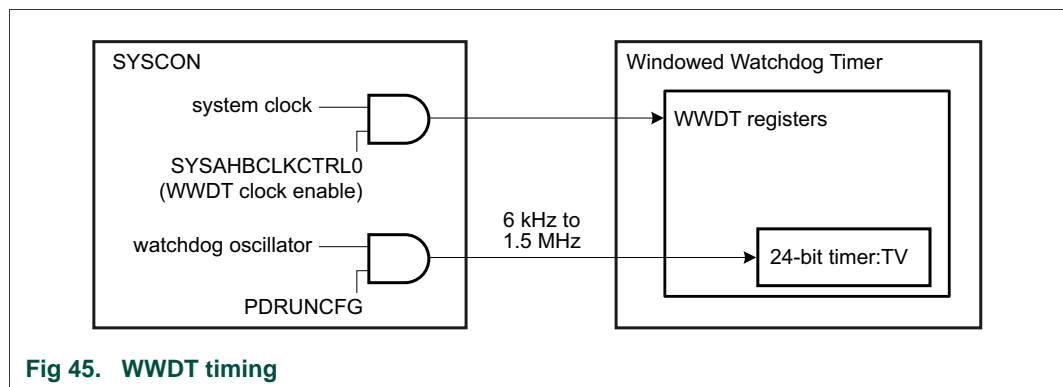 SYSCON
system clock
SYSAHBCLKCTRL0
(WWDT clock enable)
watchdog oscillator
PDRUNCFG
6 kHz to
1.5 MHz
Windowed Watchdog Timer
WWDT registers
24-bit timer:TV
Fig 45. WWDT timing